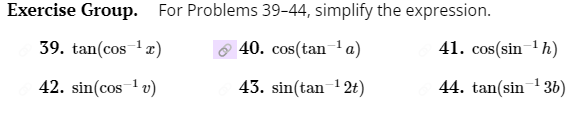 Exercise Group. For Problems 39–44, simplify the expression.
39. tan(cos⁻¹ x) 40. cos(tan⁻¹ a) 41. cos(sin⁻¹ h)
42. sin(cos⁻¹ v) 43. sin(tan⁻¹ 2t) 44. tan(sin⁻¹ 3b)